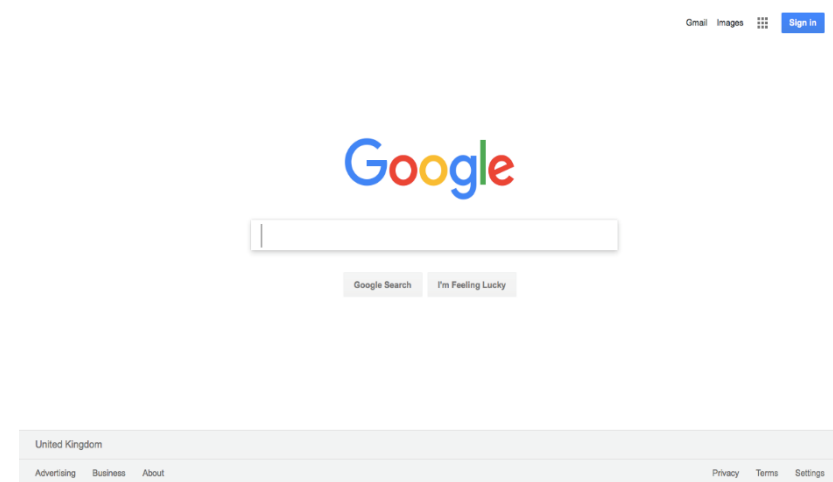 Gmail Images Sign in
Google
Google Search I'm Feeling Lucky
United Kingdom
Advertising Business About Privacy Terms Settings